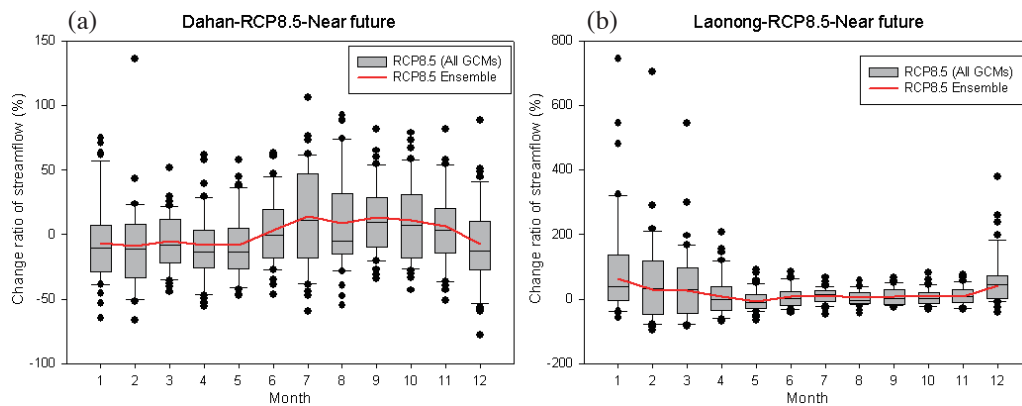 (a)
Dahan-RCP8.5-Near future
RCP8.5 (All GCMs)
RCP8.5 Ensemble
Change ratio of streamflow (%)
150
100
50
0
-50
-100
1 2 3 4 5 6 7 8 9 10 11 12
Month
(b)
Laonong-RCP8.5-Near future
RCP8.5 (All GCMs)
RCP8.5 Ensemble
Change ratio of streamflow (%)
800
600
400
200
0
-200
1 2 3 4 5 6 7 8 9 10 11 12
Month